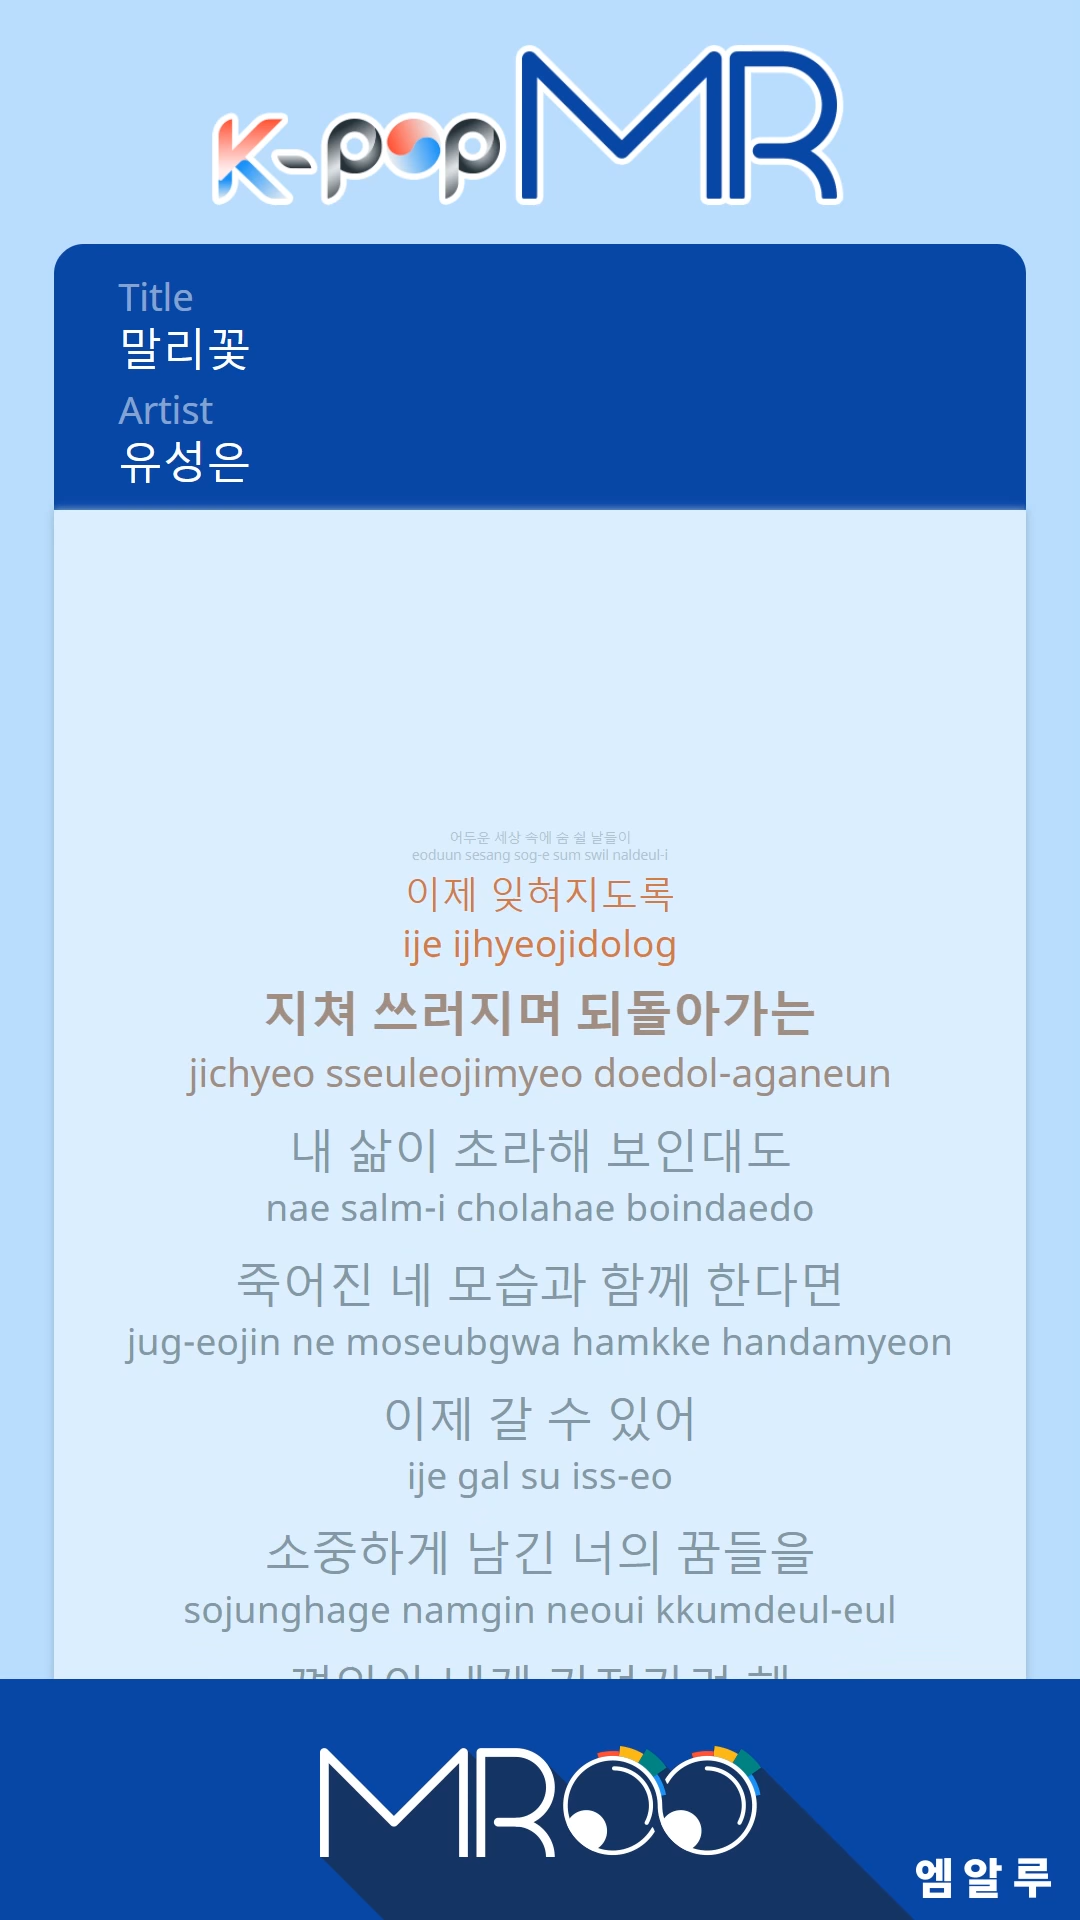 K-pop MR
Title
말리꽃
Artist
유성은
어두운 세상 속에 숨 쉴 날들이
eoduun sesang sog-e sum swil naldeul-i
이제 잊혀지도록
ije ijhyeojidolog
지쳐 쓰러지며 되돌아가는
jichyeo sseuleojimyeo doedol-aganeun
내 삶이 초라해 보인대도
nae salm-i cholahae boindaedo
죽어진 네 모습과 함께 한다면
jug-eojin ne moseubgwa hamkke handamyeon
이제 갈 수 있어
ije gal su iss-eo
소중하게 남긴 너의 꿈들을
sojunghage namgin neoui kkumdeul-eul
MROO
엠알루